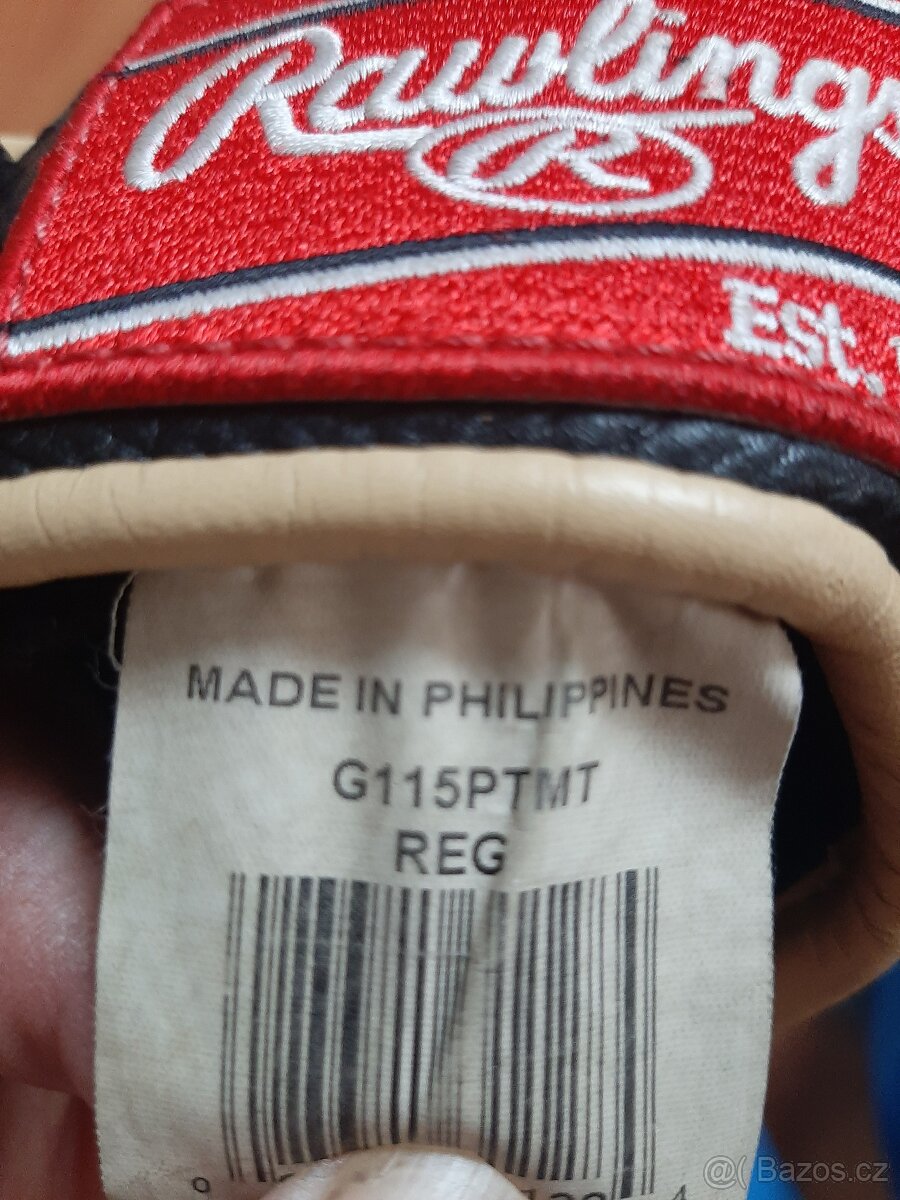 Rawlings
R
Est.
MADE IN PHILIPPINES
G115PTMT
REG
@( Bazos.cz